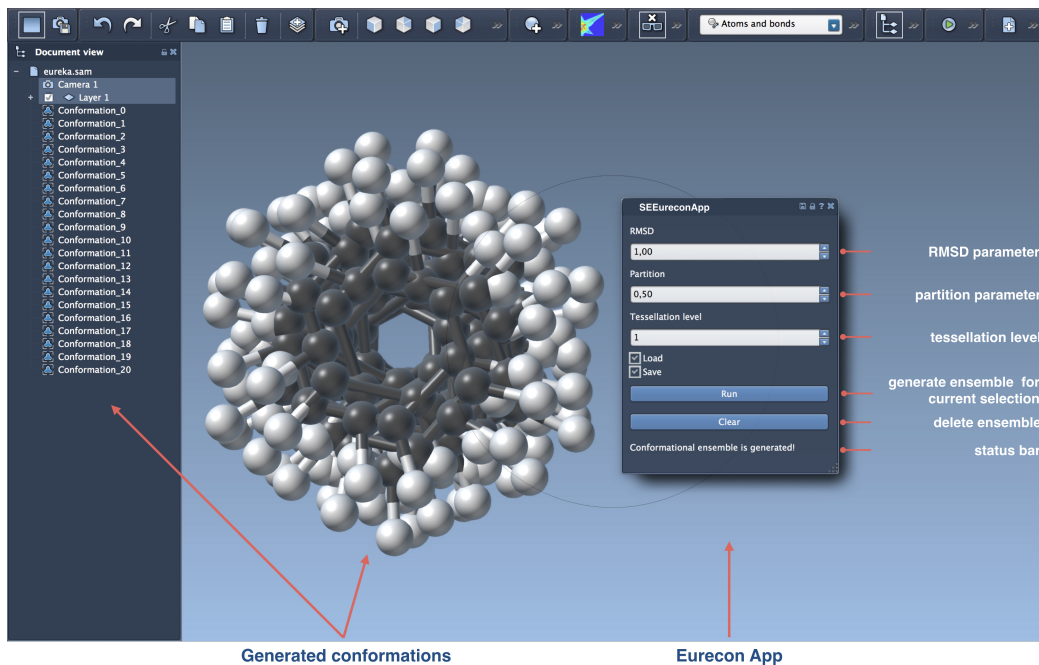 Atoms and bonds
Document view
eureka.sam
Camera 1
Layer 1
Conformation_0
Conformation_1
Conformation_2
Conformation_3
Conformation_4
Conformation_5
Conformation_6
Conformation_7
Conformation_8
Conformation_9
Conformation_10
Conformation_11
Conformation_12
Conformation_13
Conformation_14
Conformation_15
Conformation_16
Conformation_17
Conformation_18
Conformation_19
Conformation_20
SEEureconApp
RMSD
1,00
RMSD parameter
Partition
0,50
partition parameter
Tessellation level
1
tessellation level
Load
Save
Run
generate ensemble for
current selection
Clear
delete ensemble
Conformational ensemble is generated!
status bar
Generated conformations
Eurecon App